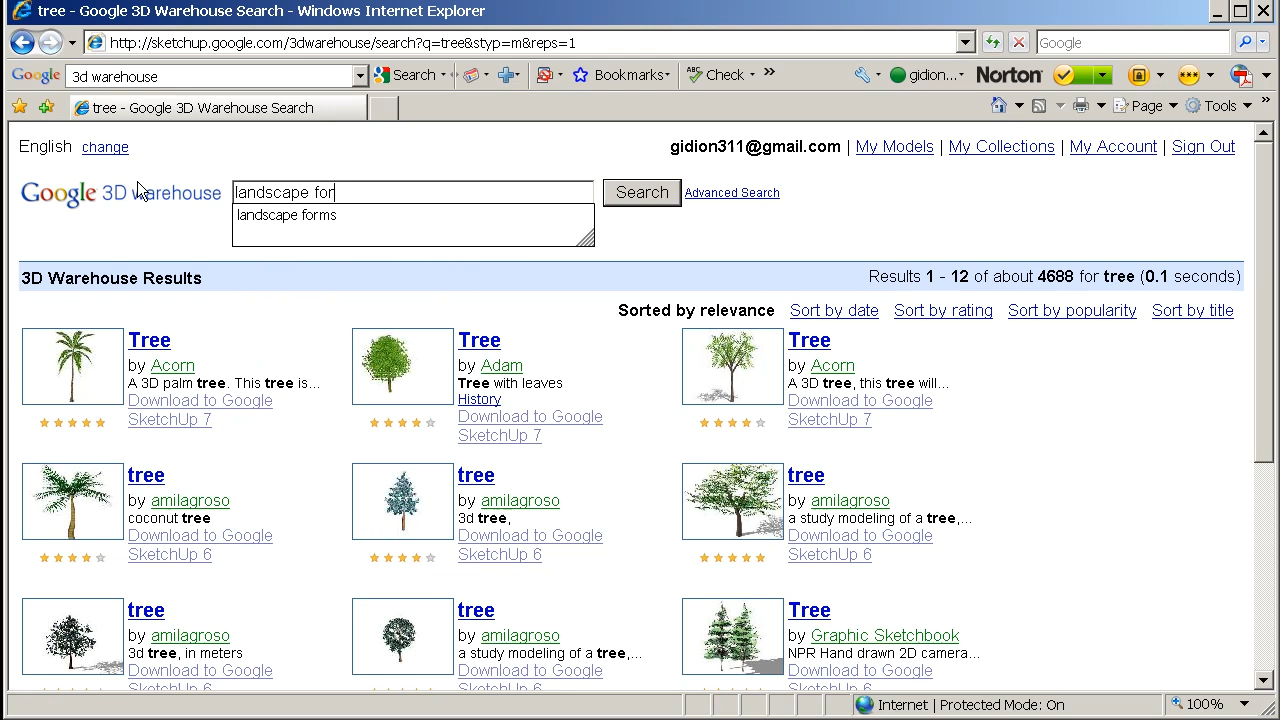 tree - Google 3D Warehouse Search - Windows Internet Explorer
http://sketchup.google.com/3dwarehouse/search?q=tree&styp=m&reps=1
Google
Google
3d warehouse
Search
Bookmarks
Check
gidion...
Norton
tree - Google 3D Warehouse Search
Page
Tools
English change
gidion311@gmail.com | My Models | My Collections | My Account | Sign Out
Google 3D warehouse
landscape for
Search
Advanced Search
landscape forms
3D Warehouse Results
Results 1 - 12 of about 4688 for tree (0.1 seconds)
Sorted by relevance Sort by date Sort by rating Sort by popularity Sort by title
Tree
by Acorn
A 3D palm tree. This tree is...
Download to Google
SketchUp 7
Tree
by Adam
Tree with leaves
History
Download to Google
SketchUp 7
Tree
by Acorn
A 3D tree, this tree will...
Download to Google
SketchUp 7
tree
by amilagroso
coconut tree
Download to Google
SketchUp 6
tree
by amilagroso
3d tree,
Download to Google
SketchUp 6
tree
by amilagroso
a study modeling of a tree,...
Download to Google
SketchUp 6
tree
by amilagroso
3d tree, in meters
Download to Google
SketchUp 6
tree
by amilagroso
a study modeling of a tree,...
Download to Google
SketchUp 6
Tree
by Graphic Sketchbook
NPR Hand drawn 2D camera...
Download to Google
SketchUp 6
Internet | Protected Mode: On
100%